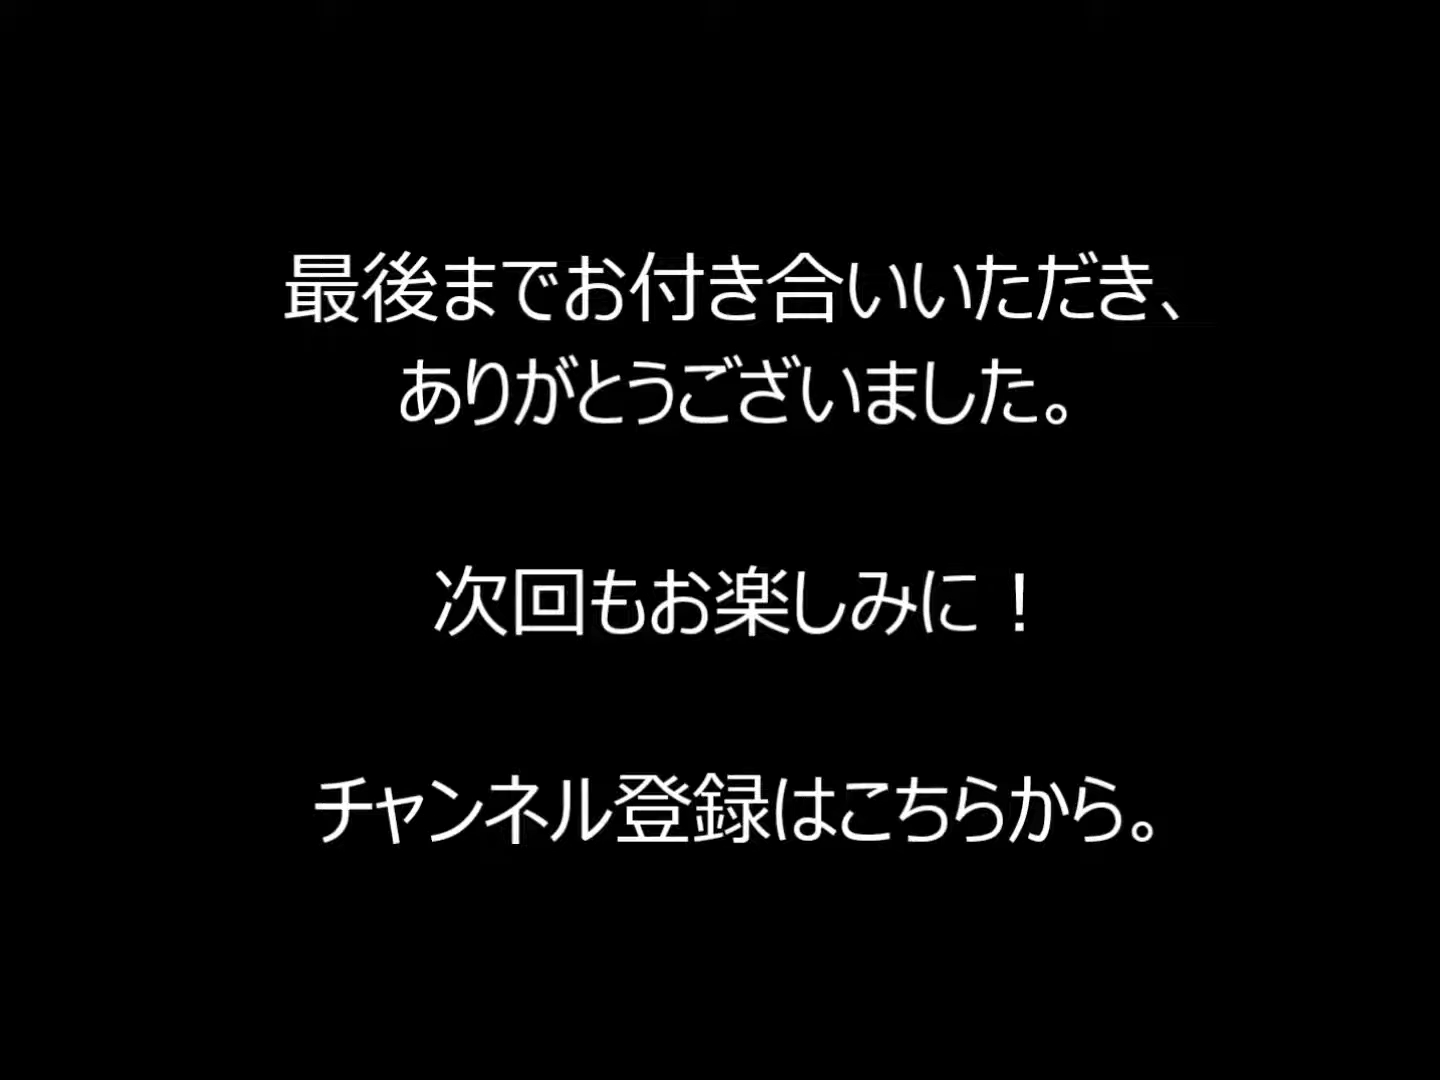 最後までお付き合いいただき、
ありがとうございました。
次回もお楽しみに！
チャンネル登録はこちらから。